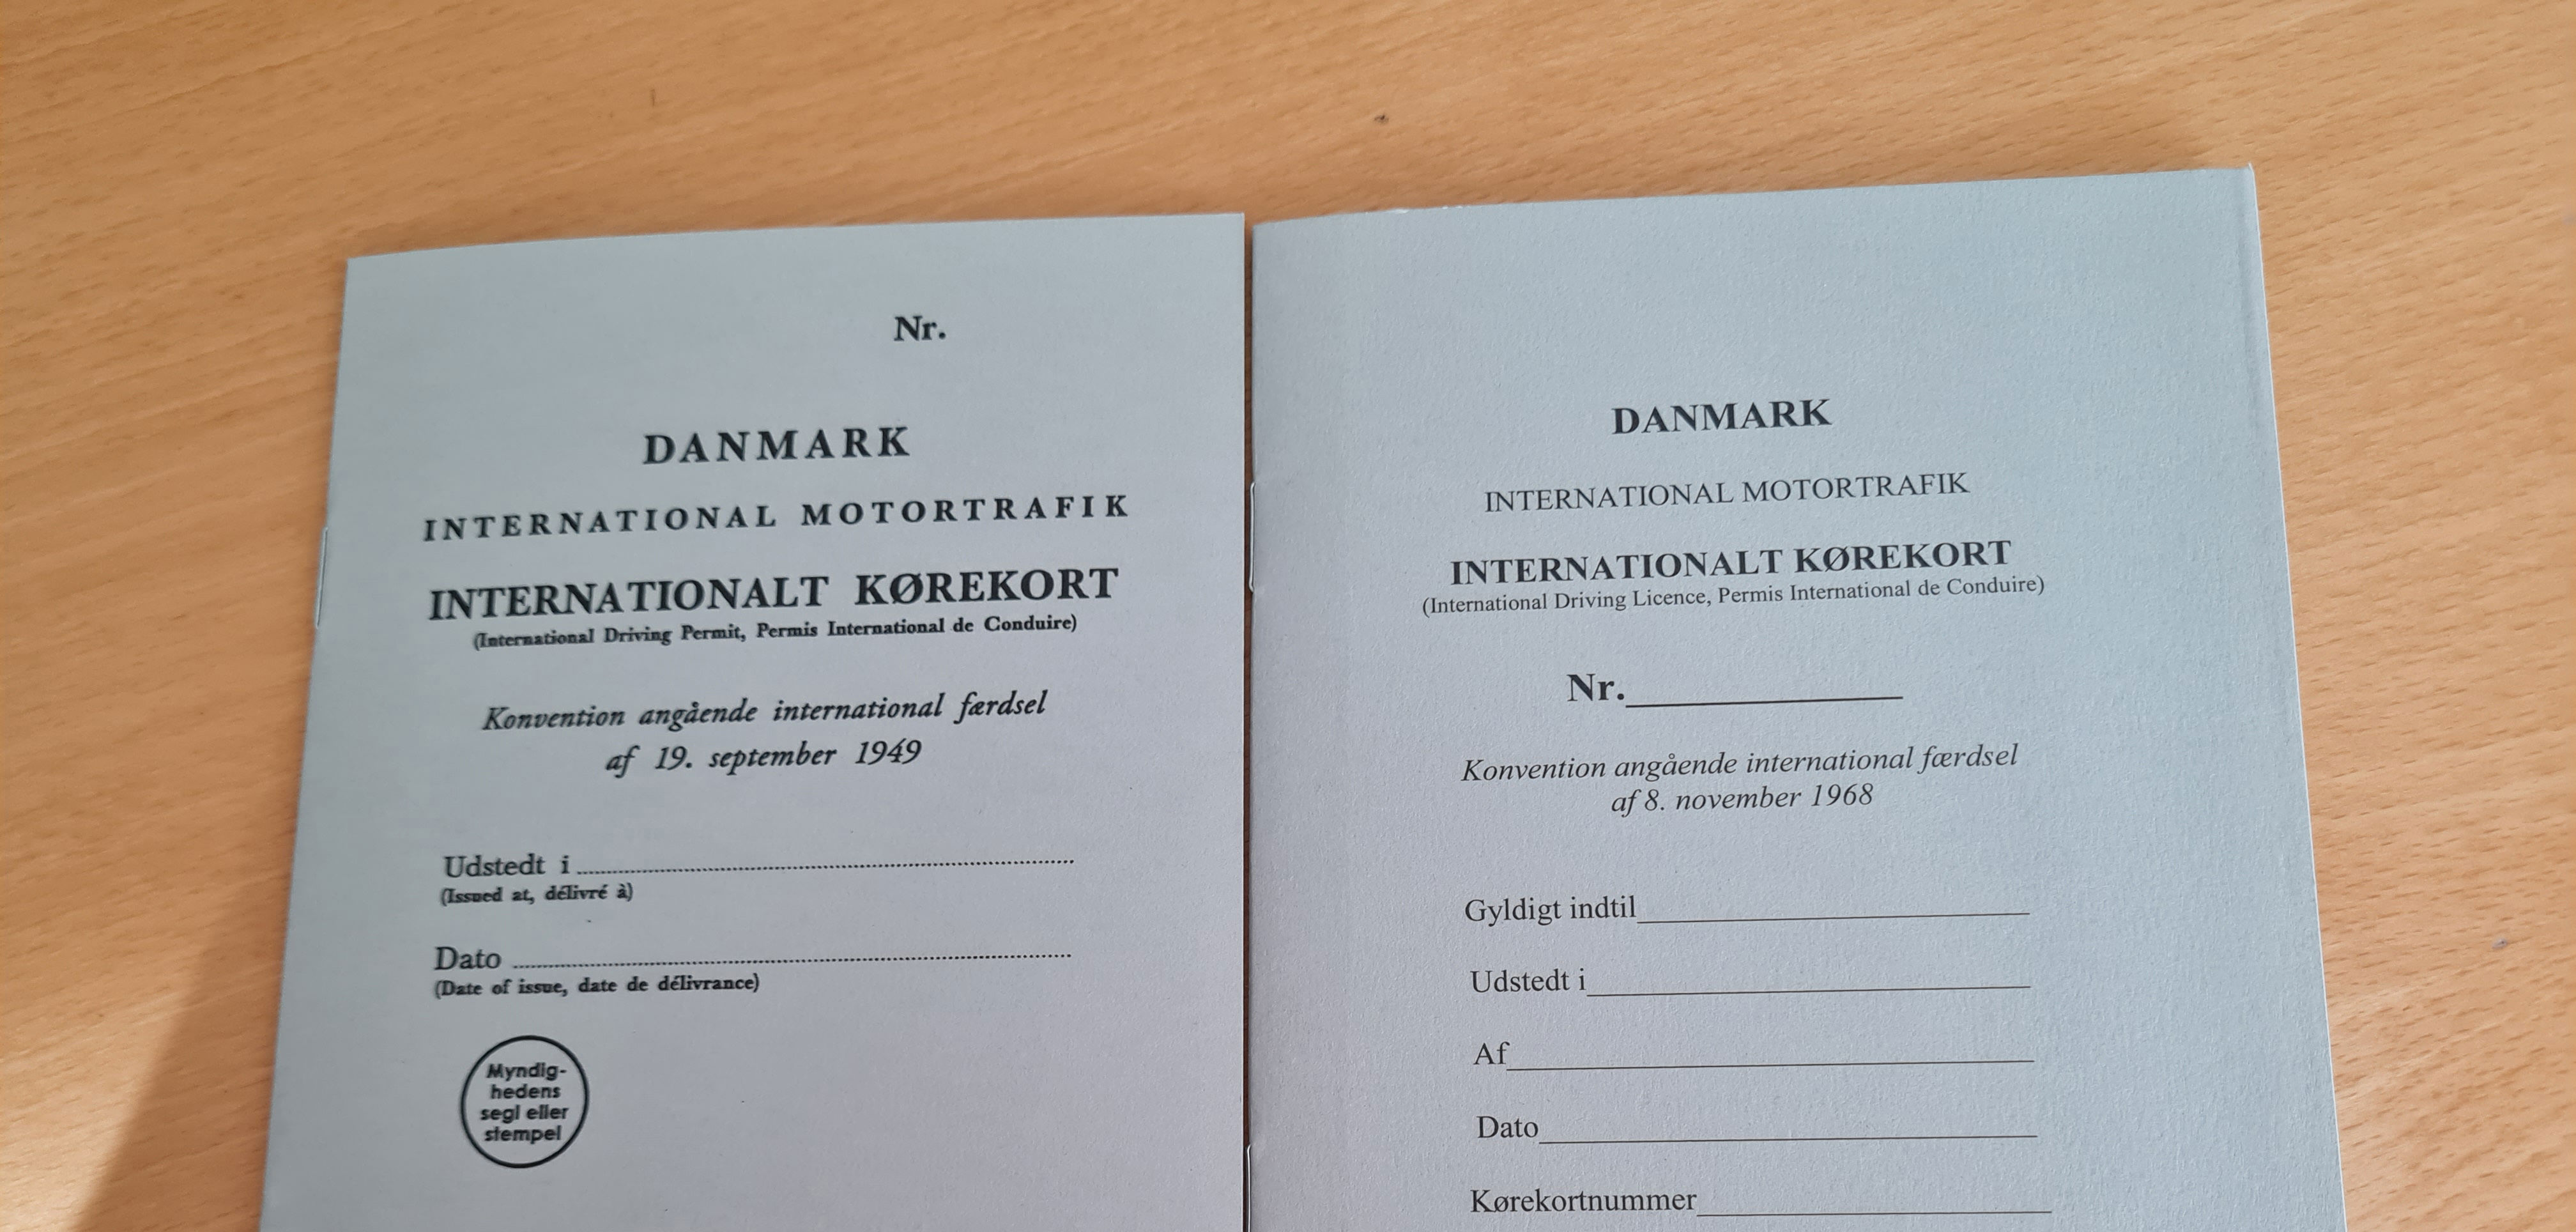 Nr.
DANMARK
INTERNATIONAL MOTORTRAFIK
INTERNATIONALT KØREKORT
(International Driving Permit, Permis International de Conduire)
Konvention angående international færdsel
af 19. september 1949
Udstedt i
(Issued at, délivré à)
Dato
(Date of issue, date de délivrance)
Myndig-
hedens
segl eller
stempel
DANMARK
INTERNATIONAL MOTORTRAFIK
INTERNATIONALT KØREKORT
(International Driving Licence, Permis International de Conduire)
Nr.
Konvention angående international færdsel
af 8. november 1968
Gyldigt indtil
Udstedt i
Af
Dato
Kørekortnummer